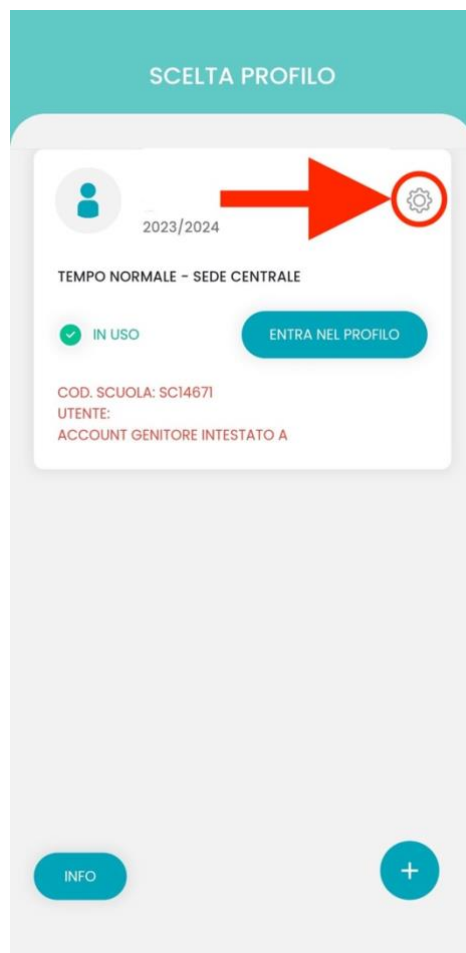 SCELTA PROFILO
2023/2024
TEMPO NORMALE - SEDE CENTRALE
IN USO
ENTRA NEL PROFILO
COD. SCUOLA: SC14671
UTENTE:
ACCOUNT GENITORE INTESTATO A
INFO
+